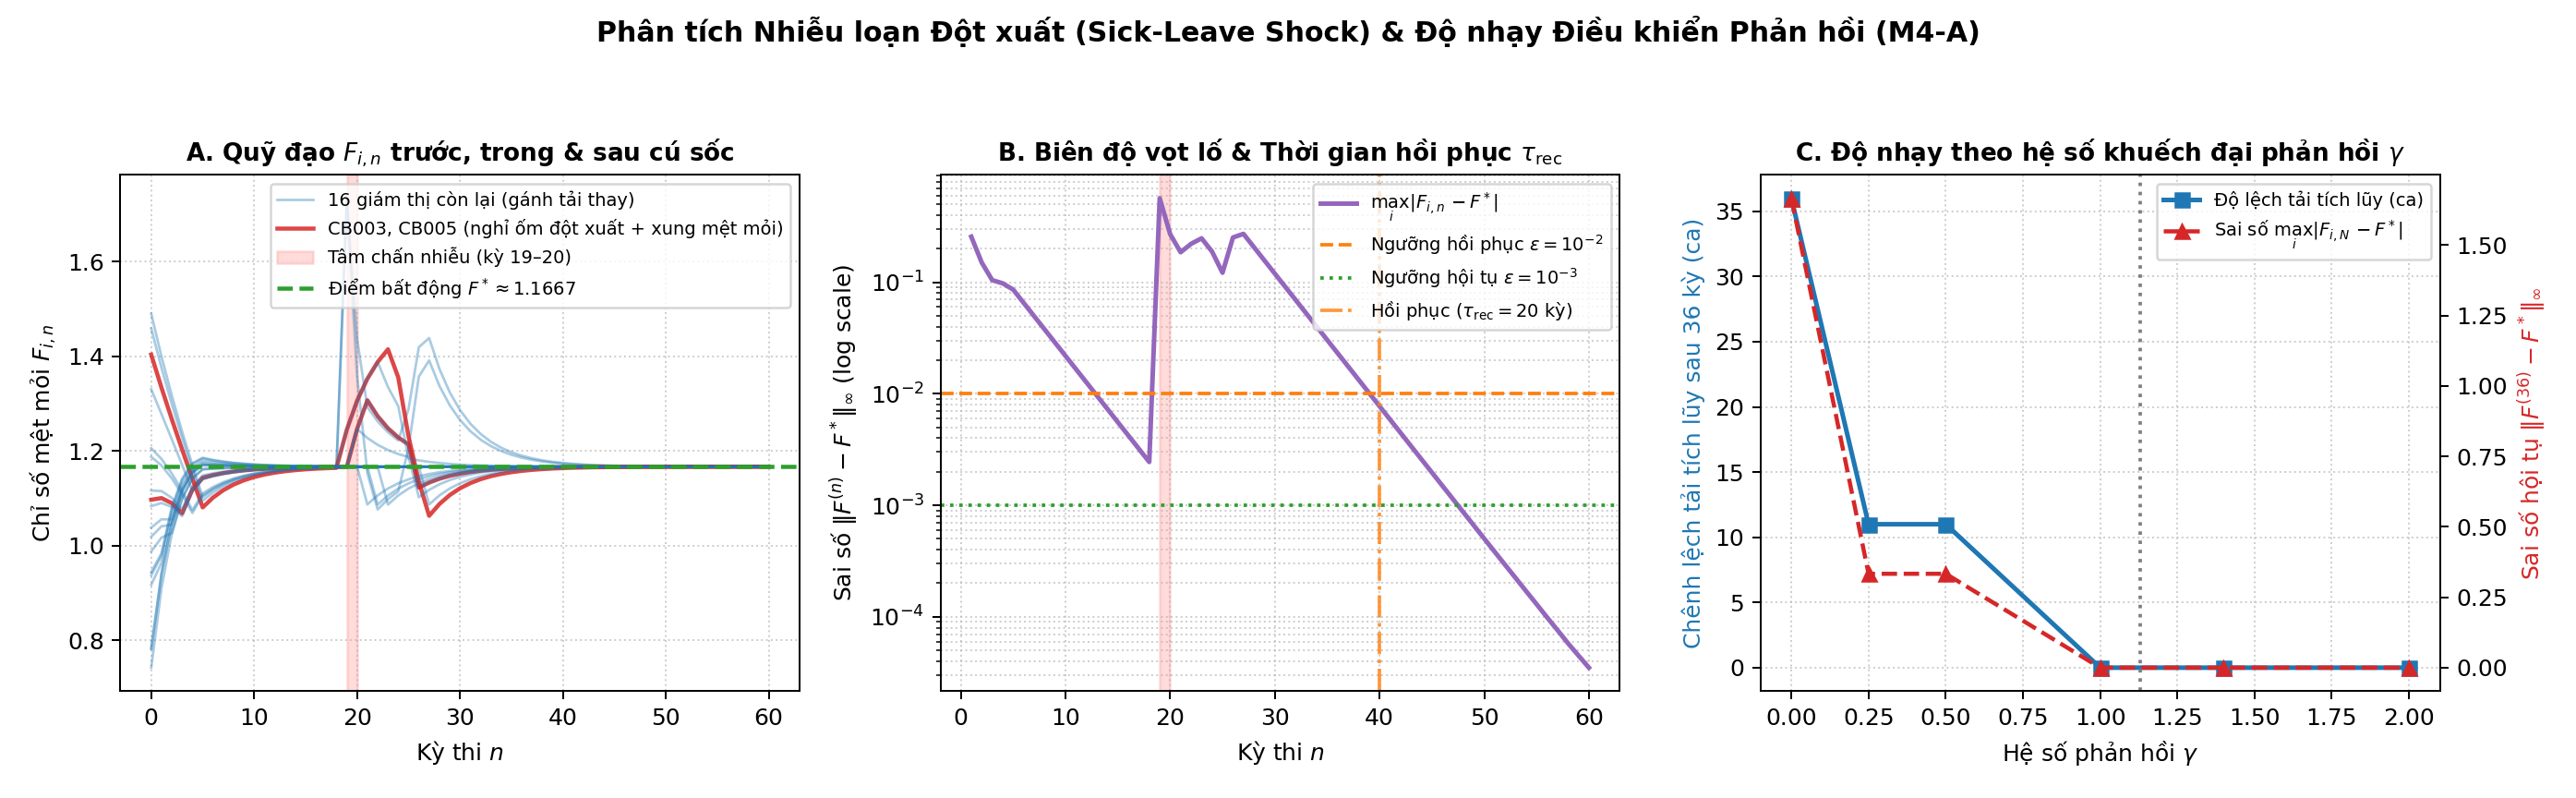 Phân tích Nhiễu loạn Đột xuất (Sick-Leave Shock) & Độ nhạy Điều khiển Phản hồi (M4-A)
A. Quỹ đạo F_{i,n} trước, trong & sau cú sốc
Chỉ số mệt mỏi F_{i,n}
1.6
1.4
1.2
1.0
0.8
16 giám thị còn lại (gánh tải thay)
CB003, CB005 (nghỉ ốm đột xuất + xung mệt mỏi)
Tâm chấn nhiễu (kỳ 19–20)
Điểm bất động F* ≈ 1.1667
0 10 20 30 40 50 60
Kỳ thi n
B. Biên độ vọt lố & Thời gian hồi phục τ_rec
Sai số ‖F^{(n)} − F*‖_∞ (log scale)
10^{−1}
10^{−2}
10^{−3}
10^{−4}
max_i |F_{i,n} − F*|
Ngưỡng hồi phục ε = 10^{−2}
Ngưỡng hội tụ ε = 10^{−3}
Hồi phục (τ_rec = 20 kỳ)
0 10 20 30 40 50 60
Kỳ thi n
C. Độ nhạy theo hệ số khuếch đại phản hồi γ
Chênh lệch tải tích lũy sau 36 kỳ (ca)
35
30
25
20
15
10
5
0
Độ lệch tải tích lũy (ca)
Sai số max_i |F_{i,N} − F*|
1.50
1.25
1.00
0.75
0.50
0.25
0.00
Sai số hội tụ ‖F^{(36)} − F*‖_∞
0.00 0.25 0.50 0.75 1.00 1.25 1.50 1.75 2.00
Hệ số phản hồi γ